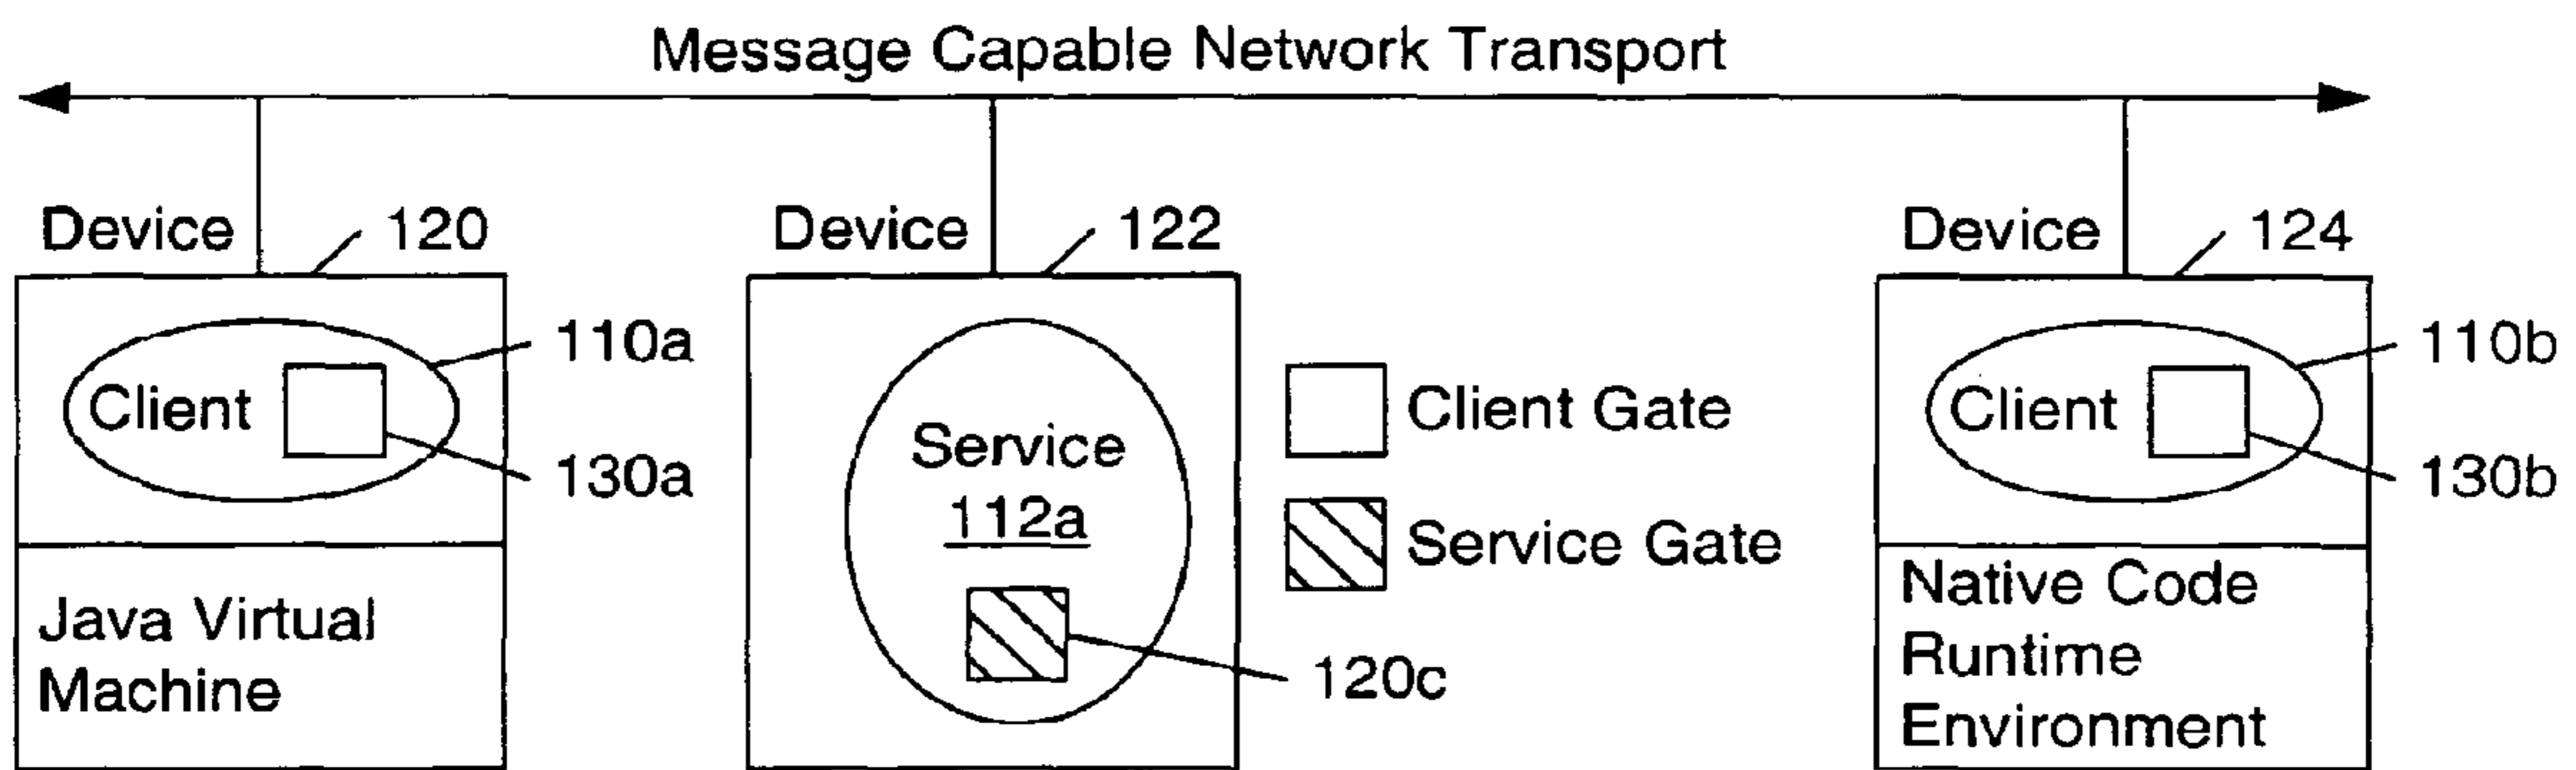 Message Capable Network Transport
Device
120
Device
122
Device
124
110a
Client
130a
Java Virtual
Machine
Service
112a
120c
Client Gate
Service Gate
110b
Client
130b
Native Code
Runtime
Environment